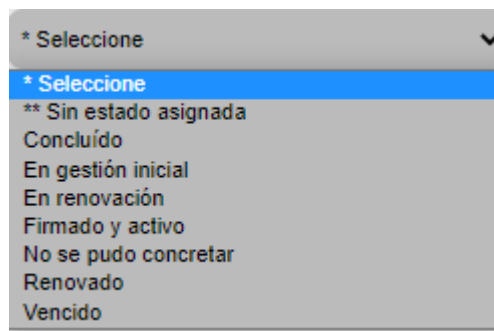 * Seleccione
* Seleccione
** Sin estado asignada
Concluído
En gestión inicial
En renovación
Firmado y activo
No se pudo concretar
Renovado
Vencido